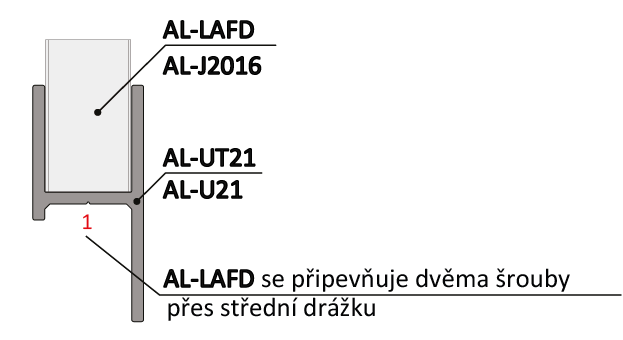 AL-LAFD
AL-J2016
AL-UT21
AL-U21
1
AL-LAFD se připevňuje dvěma šrouby
přes střední drážku